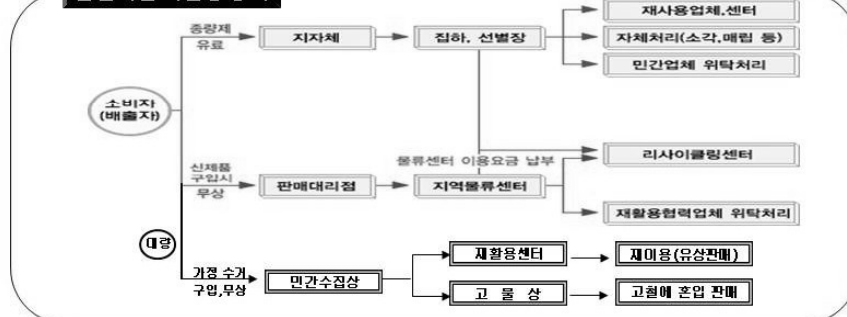 종량제
유료
지자체
집하, 선별장
재사용업체,센터
자체처리(소각,매립 등)
민간업체 위탁처리
소비자
(배출자)
신제품
구입시
무상
판매대리점
물류센터 이용요금 납부
지역물류센터
리사이클링센터
재활용협력업체 위탁처리
대량
가정 수거
구입,무상
민간수집상
재활용센터
재이용(유상판매)
고 물 상
고철에 혼입 판매